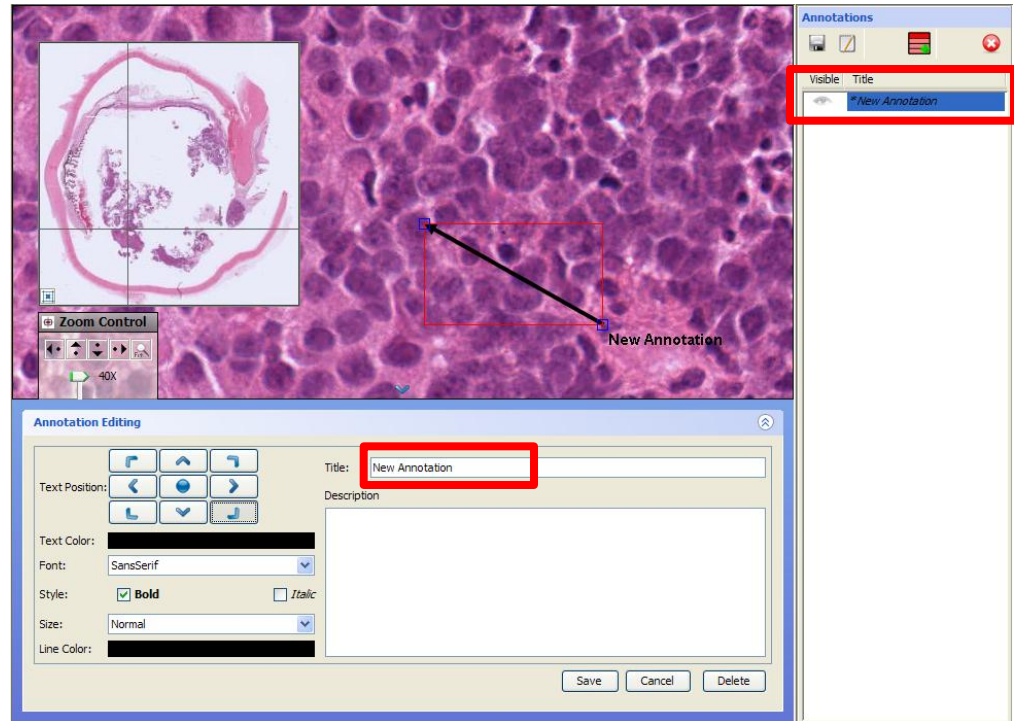 Annotations
Visible Title
*New Annotation
Zoom Control
40X
New Annotation
Annotation Editing
Text Position:
Title: New Annotation
Description
Text Color:
Font: SansSerif
Style: Bold Italic
Size: Normal
Line Color:
Save Cancel Delete